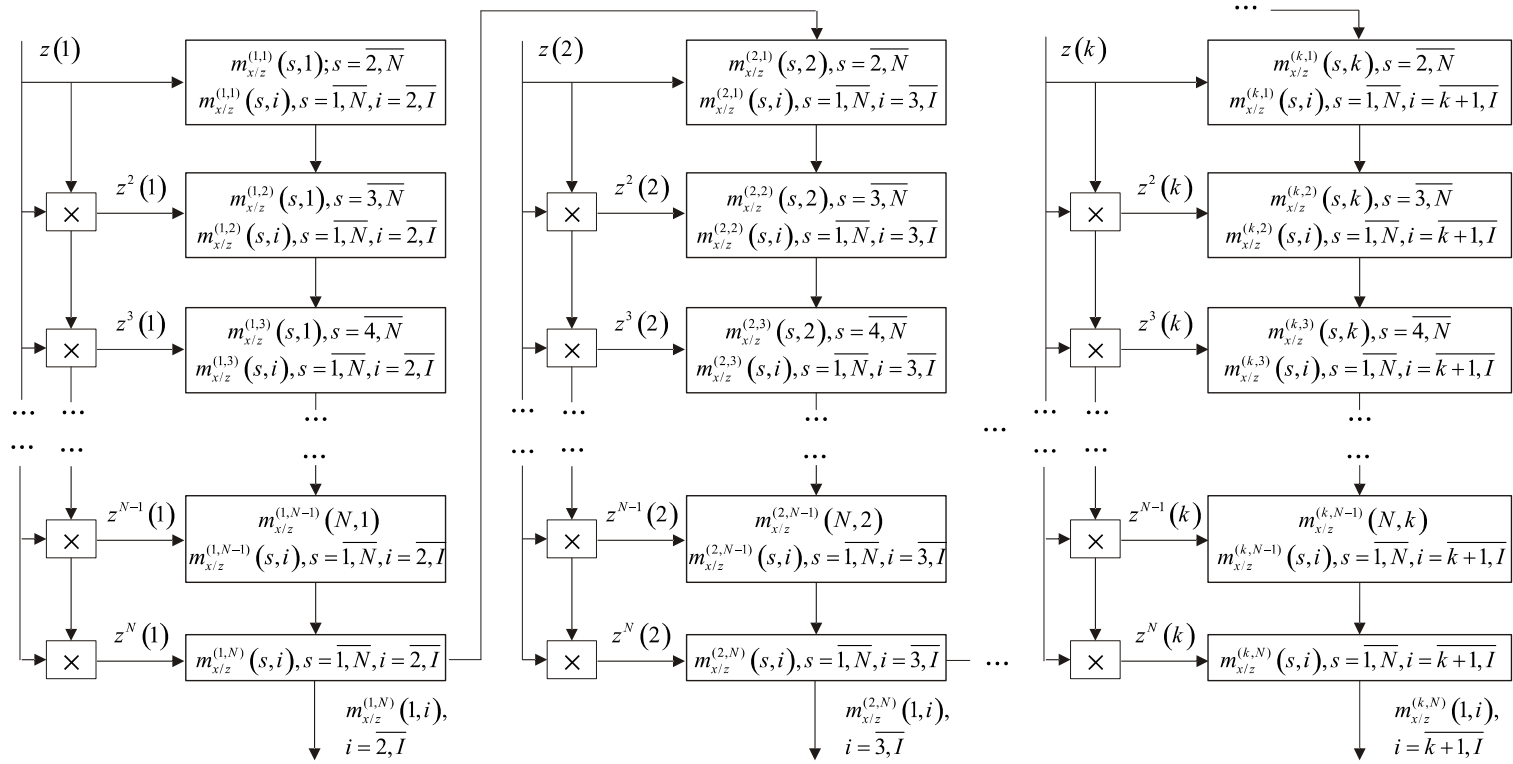 z(1)
m_{x/z}^{(1,1)}(s,1); s = \overline{2,N}
m_{x/z}^{(1,1)}(s,i), s = \overline{1,N}, i = \overline{2,I}
×
z^2(1)
m_{x/z}^{(1,2)}(s,1), s = \overline{3,N}
m_{x/z}^{(1,2)}(s,i), s = \overline{1,N}, i = \overline{2,I}
×
z^3(1)
m_{x/z}^{(1,3)}(s,1), s = \overline{4,N}
m_{x/z}^{(1,3)}(s,i), s = \overline{1,N}, i = \overline{2,I}
... ... ...
... ... ...
×
z^{N-1}(1)
m_{x/z}^{(1,N-1)}(N,1)
m_{x/z}^{(1,N-1)}(s,i), s = \overline{1,N}, i = \overline{2,I}
×
z^N(1)
m_{x/z}^{(1,N)}(s,i), s = \overline{1,N}, i = \overline{2,I}
m_{x/z}^{(1,N)}(1,i),
i = \overline{2,I}
z(2)
m_{x/z}^{(2,1)}(s,2), s = \overline{2,N}
m_{x/z}^{(2,1)}(s,i), s = \overline{1,N}, i = \overline{3,I}
×
z^2(2)
m_{x/z}^{(2,2)}(s,2), s = \overline{3,N}
m_{x/z}^{(2,2)}(s,i), s = \overline{1,N}, i = \overline{3,I}
×
z^3(2)
m_{x/z}^{(2,3)}(s,2), s = \overline{4,N}
m_{x/z}^{(2,3)}(s,i), s = \overline{1,N}, i = \overline{3,I}
... ... ...
... ... ...
×
z^{N-1}(2)
m_{x/z}^{(2,N-1)}(N,2)
m_{x/z}^{(2,N-1)}(s,i), s = \overline{1,N}, i = \overline{3,I}
×
z^N(2)
m_{x/z}^{(2,N)}(s,i), s = \overline{1,N}, i = \overline{3,I}
...
m_{x/z}^{(2,N)}(1,i),
i = \overline{3,I}
...
...
z(k)
m_{x/z}^{(k,1)}(s,k), s = \overline{2,N}
m_{x/z}^{(k,1)}(s,i), s = \overline{1,N}, i = \overline{k+1,I}
×
z^2(k)
m_{x/z}^{(k,2)}(s,k), s = \overline{3,N}
m_{x/z}^{(k,2)}(s,i), s = \overline{1,N}, i = \overline{k+1,I}
×
z^3(k)
m_{x/z}^{(k,3)}(s,k), s = \overline{4,N}
m_{x/z}^{(k,3)}(s,i), s = \overline{1,N}, i = \overline{k+1,I}
... ... ...
... ... ...
×
z^{N-1}(k)
m_{x/z}^{(k,N-1)}(N,k)
m_{x/z}^{(k,N-1)}(s,i), s = \overline{1,N}, i = \overline{k+1,I}
×
z^N(k)
m_{x/z}^{(k,N)}(s,i), s = \overline{1,N}, i = \overline{k+1,I}
m_{x/z}^{(k,N)}(1,i),
i = \overline{k+1,I}